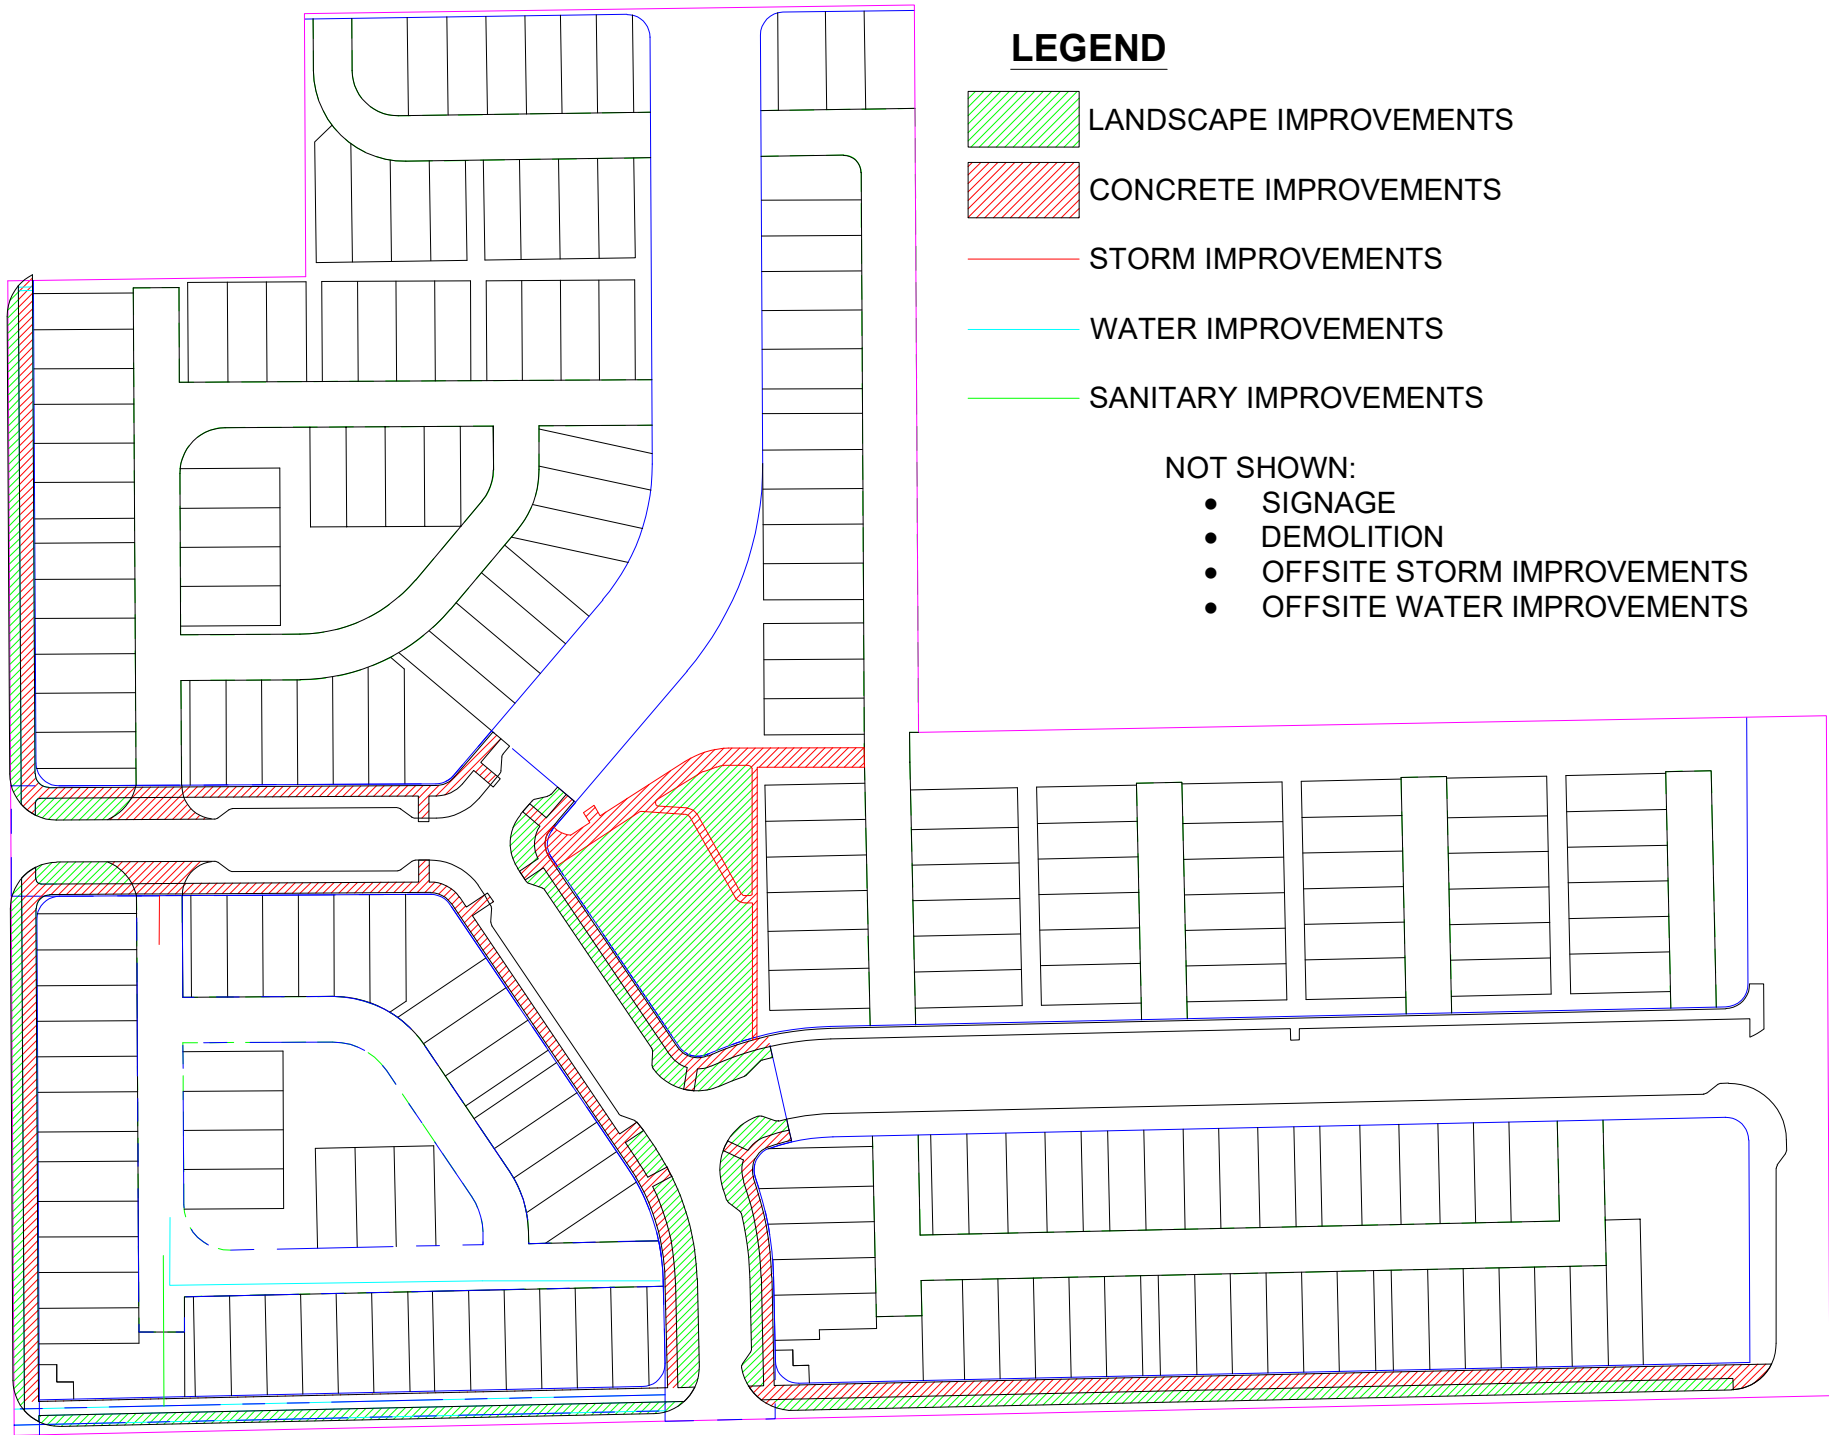 LEGEND
LANDSCAPE IMPROVEMENTS
CONCRETE IMPROVEMENTS
STORM IMPROVEMENTS
WATER IMPROVEMENTS
SANITARY IMPROVEMENTS
NOT SHOWN:
• SIGNAGE
• DEMOLITION
• OFFSITE STORM IMPROVEMENTS
• OFFSITE WATER IMPROVEMENTS